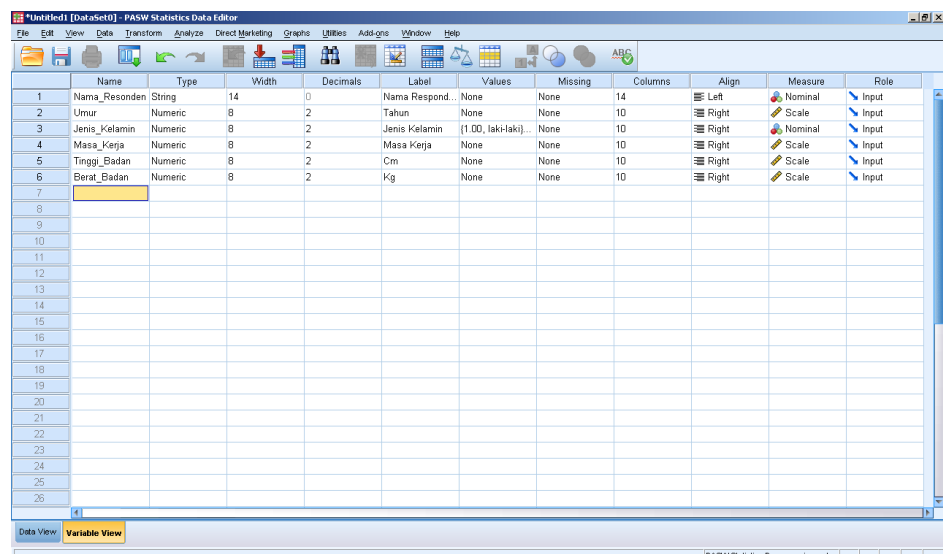 *Untitled1 [DataSet0] - PASW Statistics Data Editor
File Edit View Data Transform Analyze Direct Marketing Graphs Utilities Add-ons Window Help
ABC
Name Type Width Decimals Label Values Missing Columns Align Measure Role
1 Nama_Resonden String 14 0 Nama Respond... None None 14 Left Nominal Input
2 Umur Numeric 8 2 Tahun None None 10 Right Scale Input
3 Jenis_Kelamin Numeric 8 2 Jenis Kelamin {1.00, laki-laki}... None 10 Right Nominal Input
4 Masa_Kerja Numeric 8 2 Masa Kerja None None 10 Right Scale Input
5 Tinggi_Badan Numeric 8 2 Cm None None 10 Right Scale Input
6 Berat_Badan Numeric 8 2 Kg None None 10 Right Scale Input
7
8
9
10
11
12
13
14
15
16
17
18
19
20
21
22
23
24
25
26
Data View Variable View